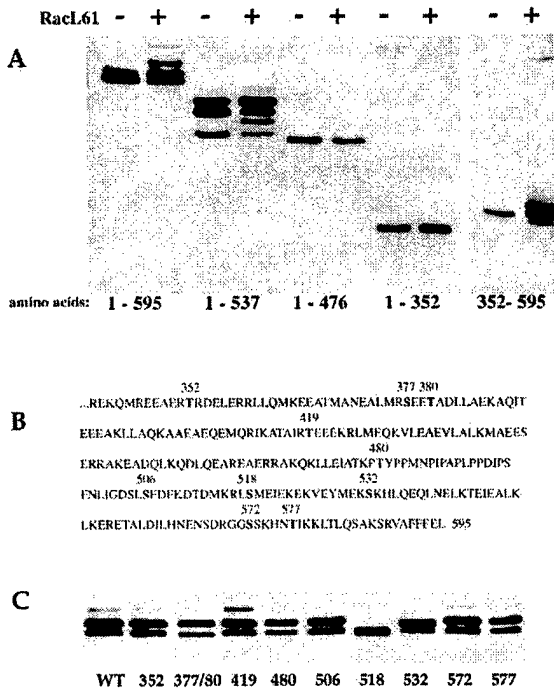 RacL61 - + - + - + - + - +
A
amino acids: 1 - 595 1 - 537 1 - 476 1 - 352 352-595
B
352 377 380
...REKQMREEAERTRDELERRLLQMKEEATMANEALMRSEETADLLAEKAQIT
419
EEEAKLLAQKAAEAEQEMQRIKATAIRTEEEKRLMEQKVLEAEVLALKMAEES
480
ERRAKEADQLKQDLQEAREAERRAKQKLLEIATKPTYPPMNPIPAPLPPDIPS
506 518 532
FNLIGDSLSFDFKDTDMKRLSMEIEKEKVEYMEKSKHLQEQLNELKTEIEALK-
572 577
LKERETALDILHNENSDRGGSSKHNTIKKLTLQSAKSRVAFFEEL 595
C
WT 352 377/80 419 480 506 518 532 572 577